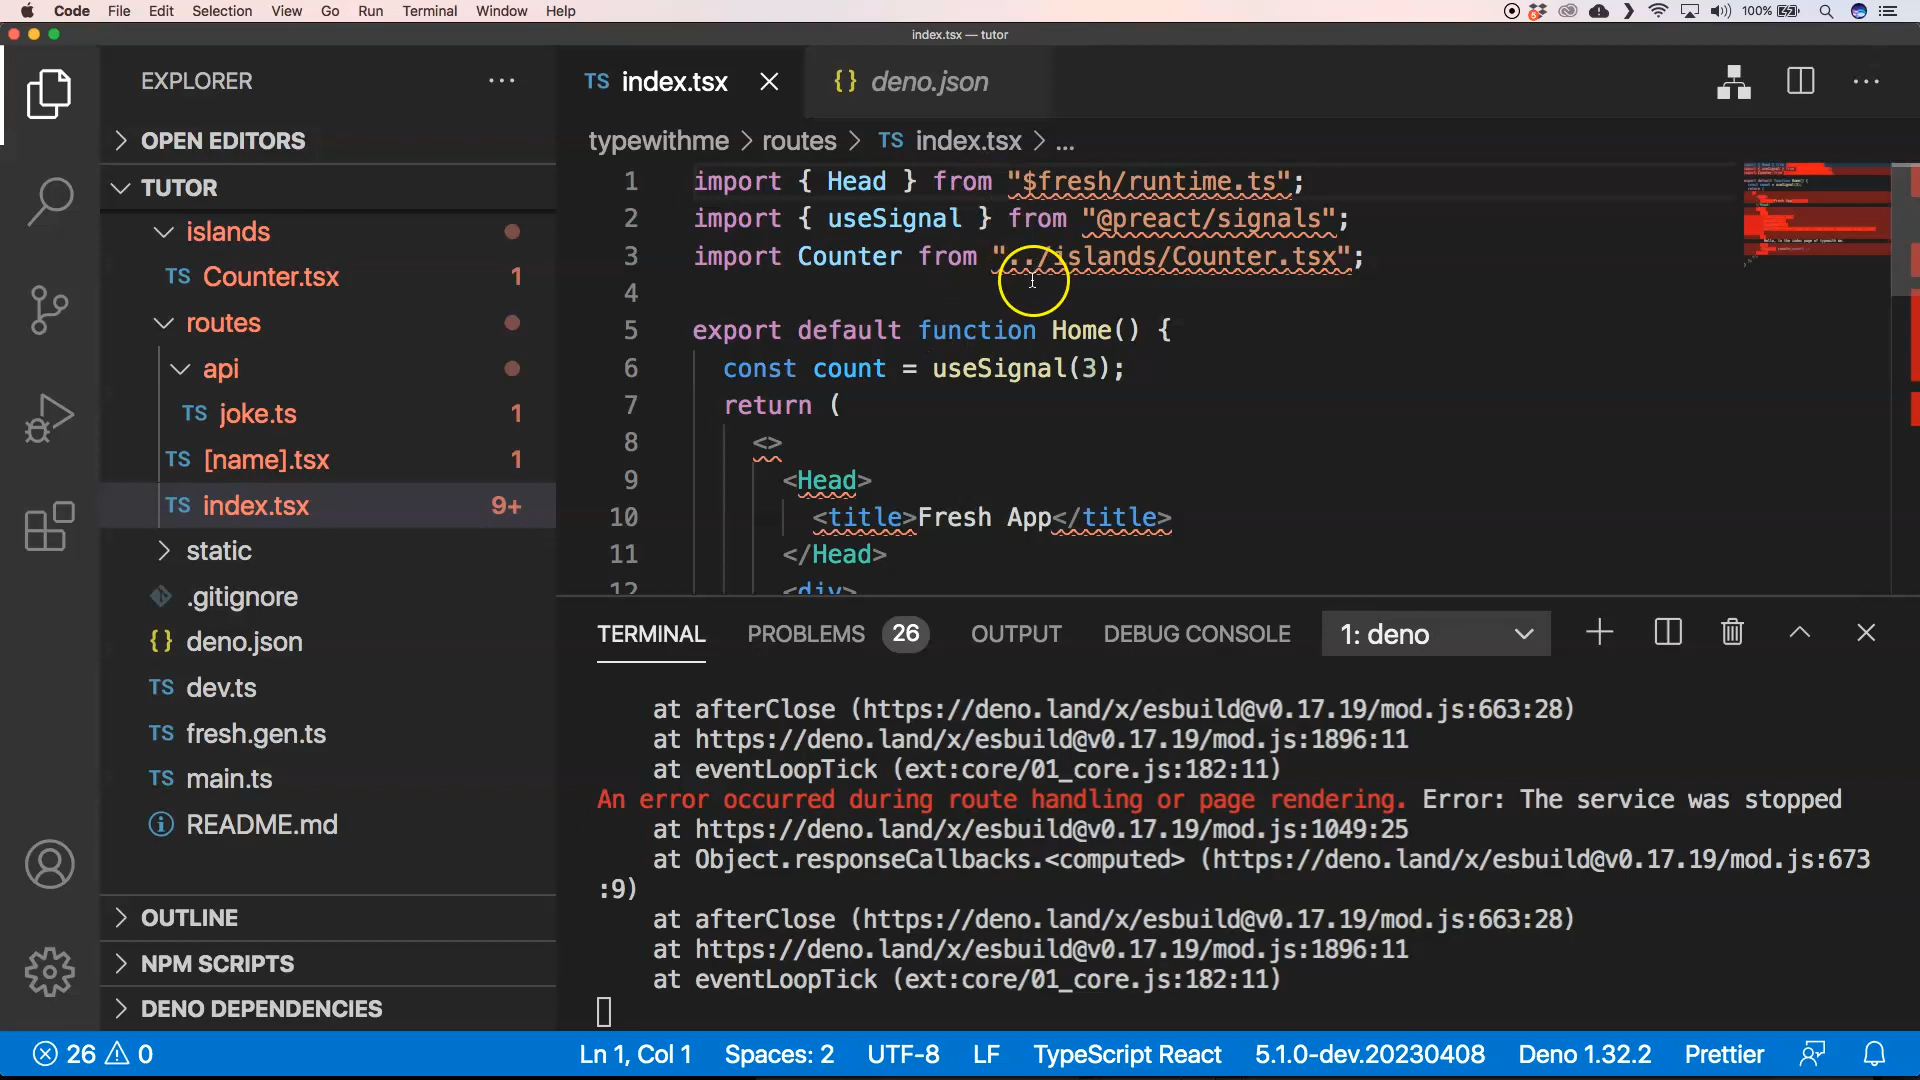 Code File Edit Selection View Go Run Terminal Window Help 100%
index.tsx — tutor
EXPLORER
OPEN EDITORS
TUTOR
islands
TS Counter.tsx 1
routes
api
TS joke.ts 1
TS [name].tsx 1
TS index.tsx 9+
static
.gitignore
{} deno.json
TS dev.ts
TS fresh.gen.ts
TS main.ts
README.md
OUTLINE
NPM SCRIPTS
DENO DEPENDENCIES
TS index.tsx
{} deno.json
typewithme > routes > TS index.tsx > ...
1 import { Head } from "$fresh/runtime.ts";
2 import { useSignal } from "@preact/signals";
3 import Counter from "../islands/Counter.tsx";
4
5 export default function Home() {
6 const count = useSignal(3);
7 return (
8 <>
9 <Head>
10 <title>Fresh App</title>
11 </Head>
12 <div>
TERMINAL PROBLEMS 26 OUTPUT DEBUG CONSOLE 1: deno
at afterClose (https://deno.land/x/esbuild@v0.17.19/mod.js:663:28)
at https://deno.land/x/esbuild@v0.17.19/mod.js:1896:11
at eventLoopTick (ext:core/01_core.js:182:11)
An error occurred during route handling or page rendering. Error: The service was stopped
at https://deno.land/x/esbuild@v0.17.19/mod.js:1049:25
at Object.responseCallbacks.<computed> (https://deno.land/x/esbuild@v0.17.19/mod.js:673
:9)
at afterClose (https://deno.land/x/esbuild@v0.17.19/mod.js:663:28)
at https://deno.land/x/esbuild@v0.17.19/mod.js:1896:11
at eventLoopTick (ext:core/01_core.js:182:11)
26 0 Ln 1, Col 1 Spaces: 2 UTF-8 LF TypeScript React 5.1.0-dev.20230408 Deno 1.32.2 Prettier